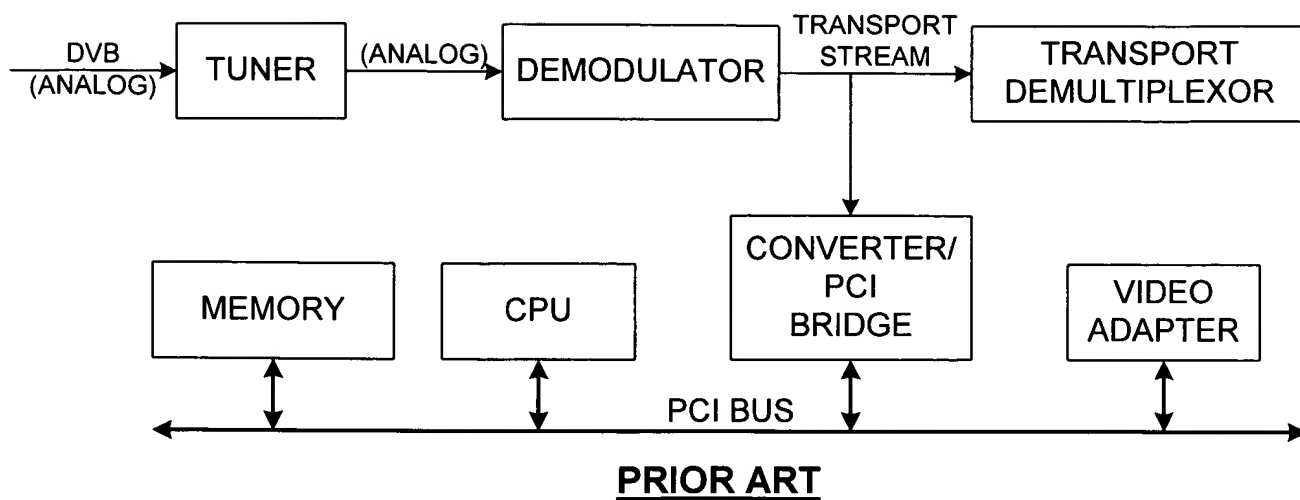 DVB
(ANALOG)
TUNER
(ANALOG)
DEMODULATOR
TRANSPORT
STREAM
TRANSPORT
DEMULTIPLEXOR
MEMORY
CPU
CONVERTER/
PCI
BRIDGE
VIDEO
ADAPTER
PCI BUS
PRIOR ART